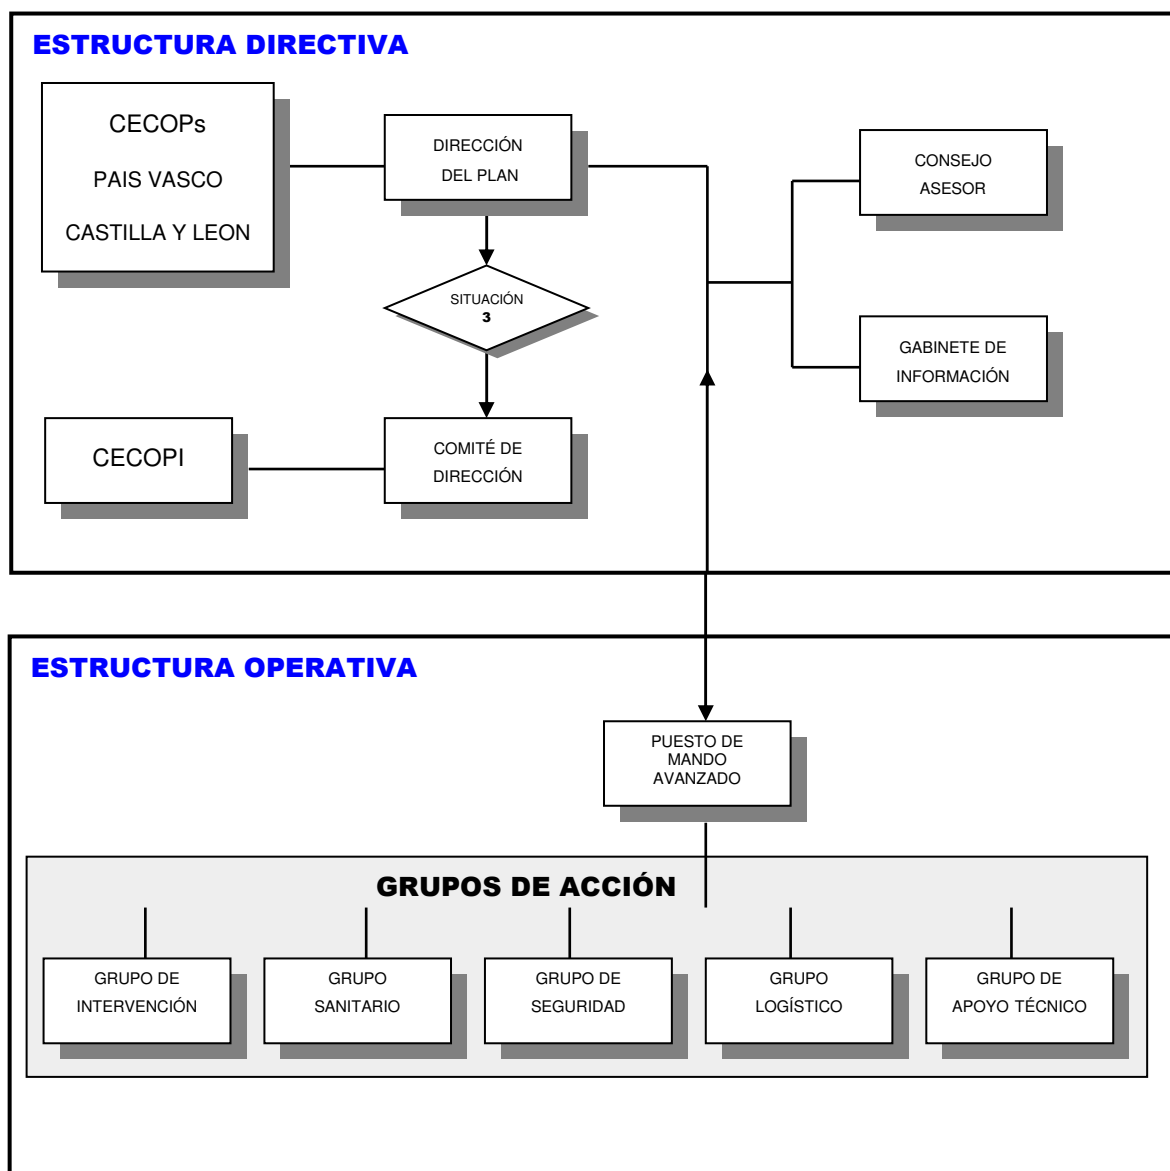 ESTRUCTURA DIRECTIVA
CECOPs
PAIS VASCO
CASTILLA Y LEON
DIRECCIÓN
DEL PLAN
CONSEJO
ASESOR
SITUACIÓN
3
GABINETE DE
INFORMACIÓN
CECOPI
COMITÉ DE
DIRECCIÓN
ESTRUCTURA OPERATIVA
PUESTO DE
MANDO
AVANZADO
GRUPOS DE ACCIÓN
GRUPO DE
INTERVENCIÓN
GRUPO
SANITARIO
GRUPO DE
SEGURIDAD
GRUPO
LOGÍSTICO
GRUPO DE
APOYO TÉCNICO